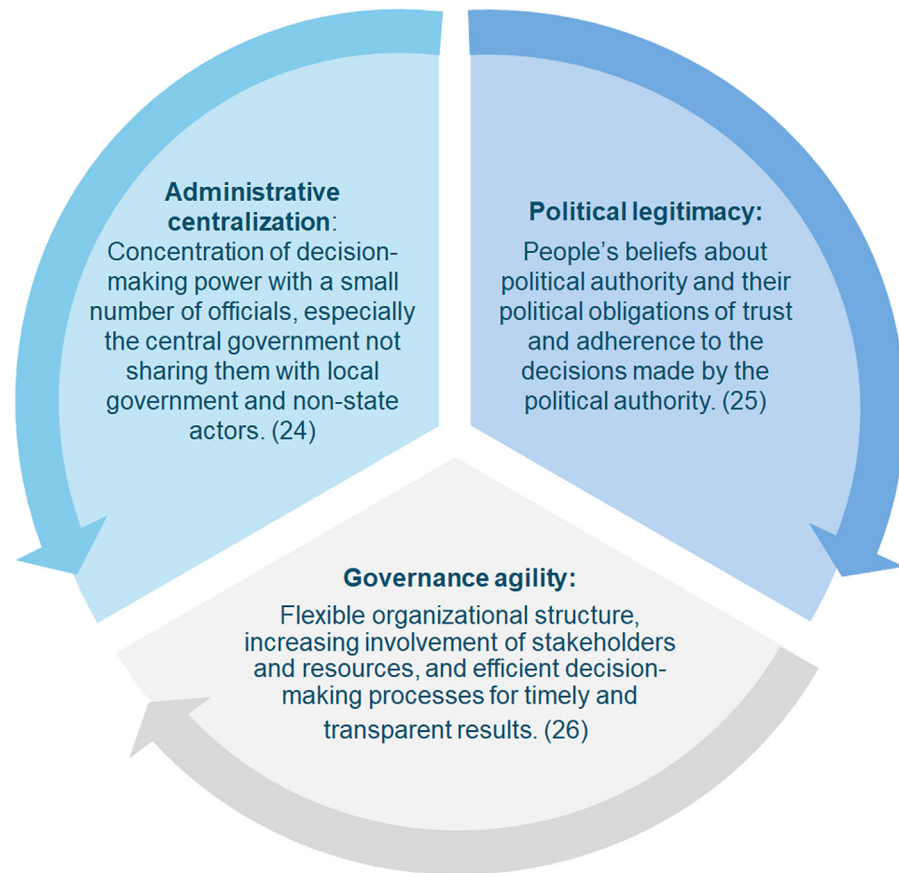 Administrative
centralization:
Concentration of decision-
making power with a small
number of officials, especially
the central government not
sharing them with local
government and non-state
actors. (24)
Political legitimacy:
People’s beliefs about
political authority and their
political obligations of trust
and adherence to the
decisions made by the
political authority. (25)
Governance agility:
Flexible organizational structure,
increasing involvement of stakeholders
and resources, and efficient decision-
making processes for timely and
transparent results. (26)